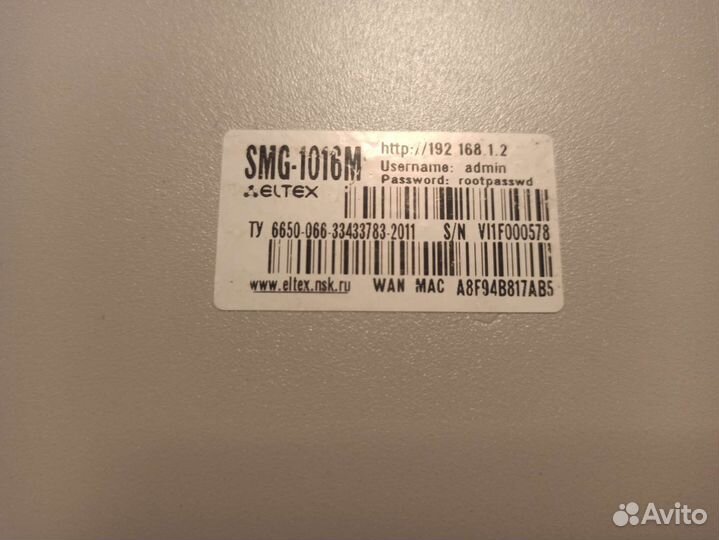 SMG-1016M
http://192.168.1.2
Username: admin
Password: rootpasswd
ELTEX
ТУ 6650-066-33433783-2011 S/N VI1F000578
www.eltex.nsk.ru WAN MAC A8F94B817AB5
Avito